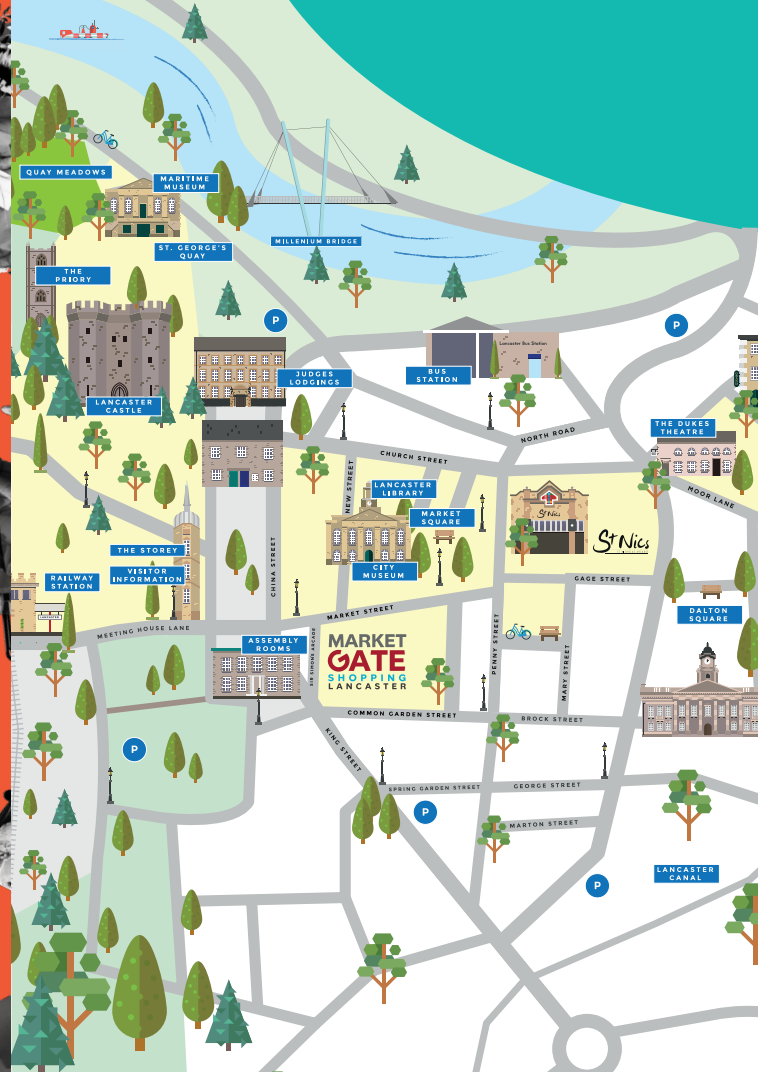 QUAY MEADOWS
MARITIME
MUSEUM
ST. GEORGE'S
QUAY
MILLENIUM BRIDGE
THE
PRIORY
P
P
Lancaster Bus Station
BUS
STATION
JUDGES
LODGINGS
LANCASTER
CASTLE
THE DUKES
THEATRE
NORTH ROAD
CHURCH STREET
NEW STREET
LANCASTER
LIBRARY
MARKET
SQUARE
MOOR LANE
St Nics
St Nics
CITY
MUSEUM
THE STOREY
VISITOR
INFORMATION
RAILWAY
STATION
CHINA STREET
GAGE STREET
MARKET STREET
DALTON
SQUARE
MEETING HOUSE LANE
ASSEMBLY
ROOMS
SIR SIMONS ARCADE
MARKET
GATE
SHOPPING
LANCASTER
PENNY STREET
MARY STREET
COMMON GARDEN STREET
BROCK STREET
KING STREET
P
SPRING GARDEN STREET
GEORGE STREET
P
MARTON STREET
LANCASTER
CANAL
P